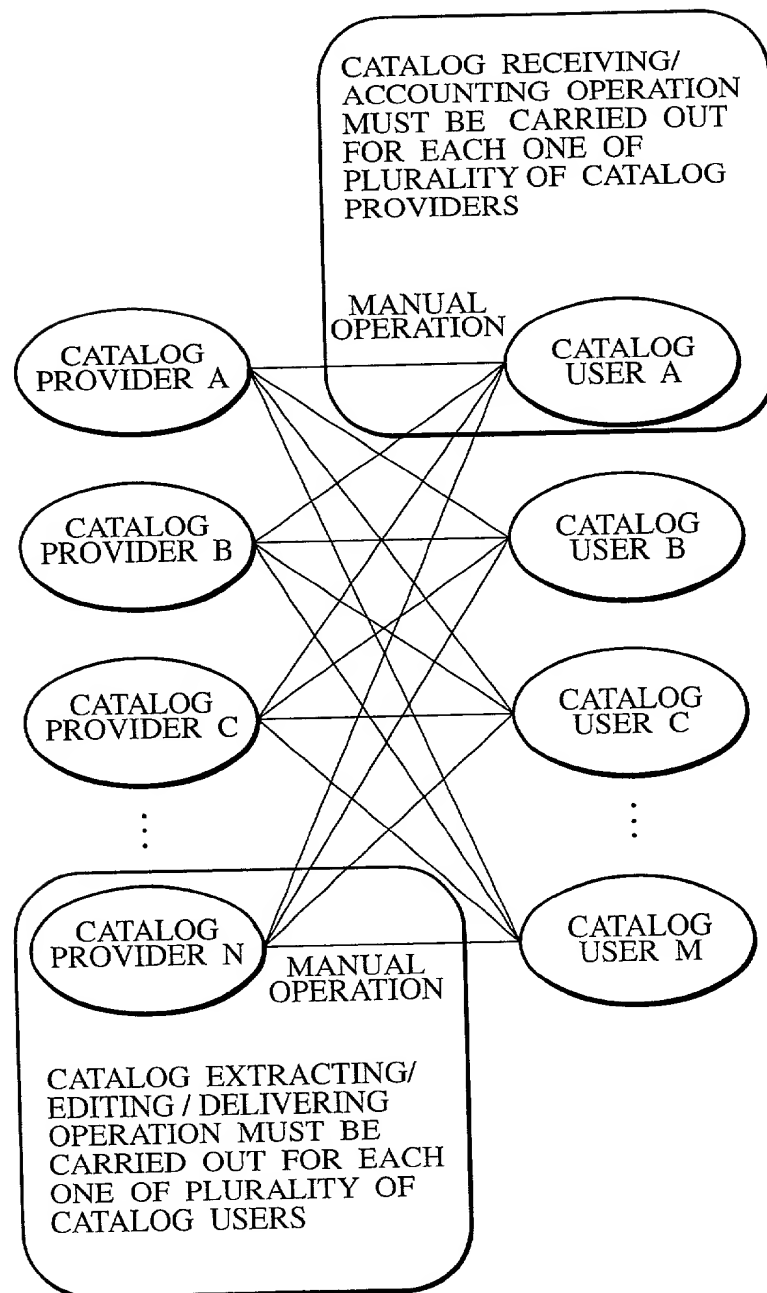 CATALOG RECEIVING/
ACCOUNTING OPERATION
MUST BE CARRIED OUT
FOR EACH ONE OF
PLURALITY OF CATALOG
PROVIDERS
MANUAL
OPERATION
CATALOG
PROVIDER A
CATALOG
USER A
CATALOG
PROVIDER B
CATALOG
USER B
CATALOG
PROVIDER C
CATALOG
USER C
CATALOG
PROVIDER N
MANUAL
OPERATION
CATALOG
USER M
CATALOG EXTRACTING/
EDITING / DELIVERING
OPERATION MUST BE
CARRIED OUT FOR EACH
ONE OF PLURALITY OF
CATALOG USERS